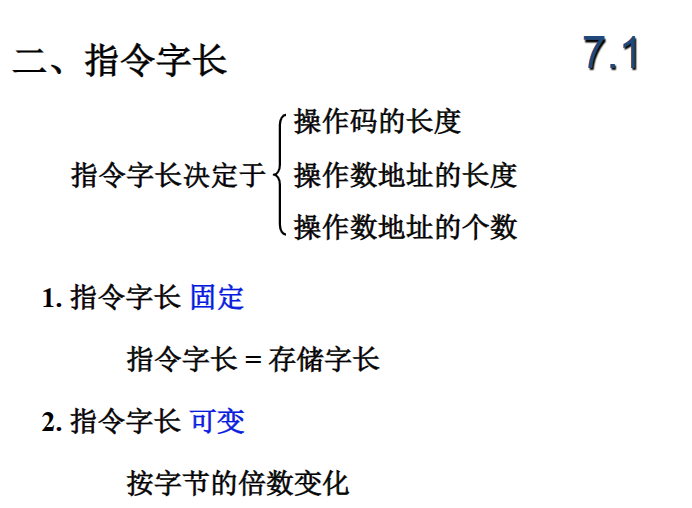 二、指令字长
7.1
操作码的长度
指令字长决定于
操作数地址的长度
操作数地址的个数
1. 指令字长 固定
指令字长 = 存储字长
2. 指令字长 可变
按字节的倍数变化